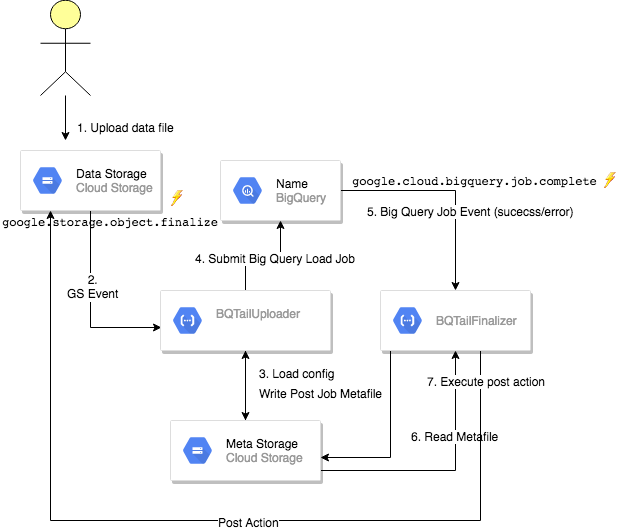 1. Upload data file
Data Storage
Cloud Storage
google.storage.object.finalize
Name
BigQuery
google.cloud.bigquery.job.complete
5. Big Query Job Event (sucecss/error)
4. Submit Big Query Load Job
2.
GS Event
BQTailUploader
BQTailFinalizer
3. Load config
Write Post Job Metafile
7. Execute post action
Meta Storage
Cloud Storage
6. Read Metafile
Post Action